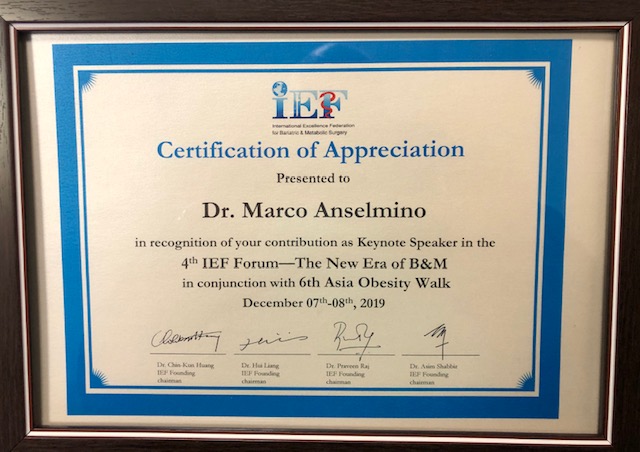 iEF
International Excellence Federation
for Bariatric & Metabolic Surgery
Certification of Appreciation
Presented to
Dr. Marco Anselmino
in recognition of your contribution as Keynote Speaker in the
4th IEF Forum—The New Era of B&M
in conjunction with 6th Asia Obesity Walk
December 07th-08th, 2019
Dr. Chih-Kun Huang
IEF Founding
chairman
Dr. Hui Liang
IEF Founding
chairman
Dr. Praveen Raj
IEF Founding
chairman
Dr. Asim Shabbir
IEF Founding
chairman